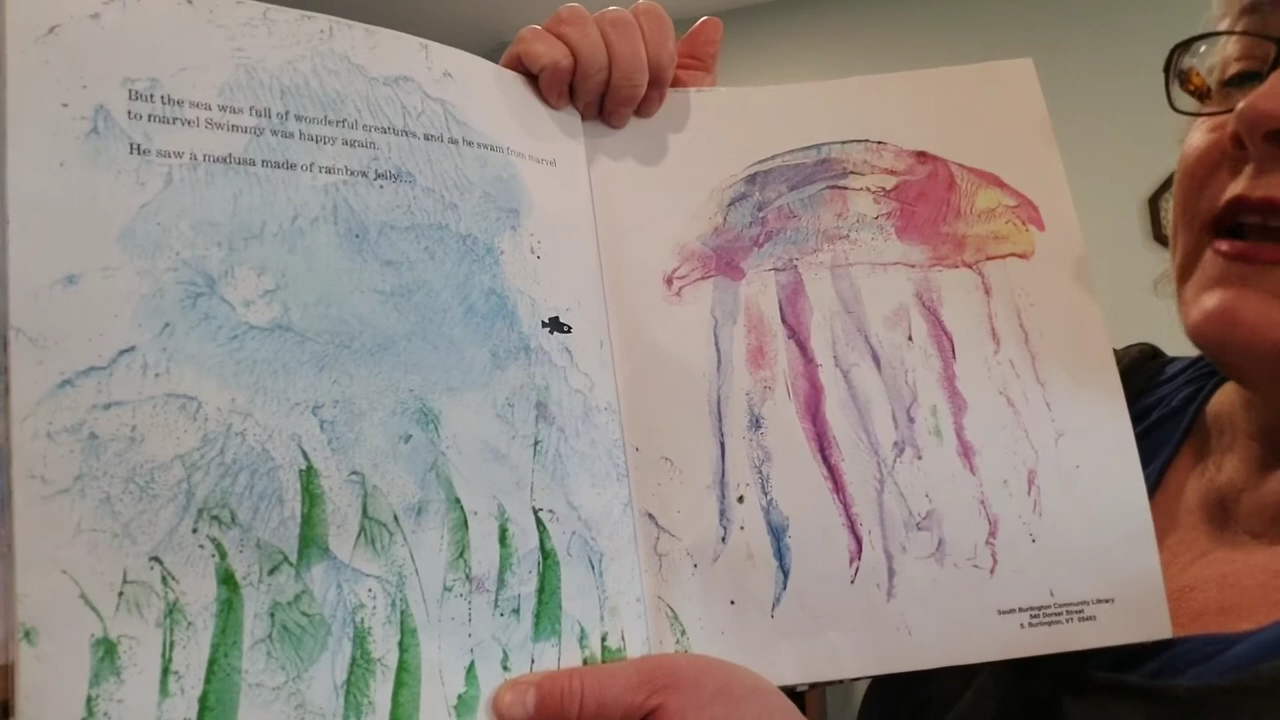 But the sea was full of wonderful creatures, and as he swam from marvel
to marvel Swimmy was happy again.
He saw a medusa made of rainbow jelly...
South Burlington Community Library
540 Dorset Street
S. Burlington, VT 05403